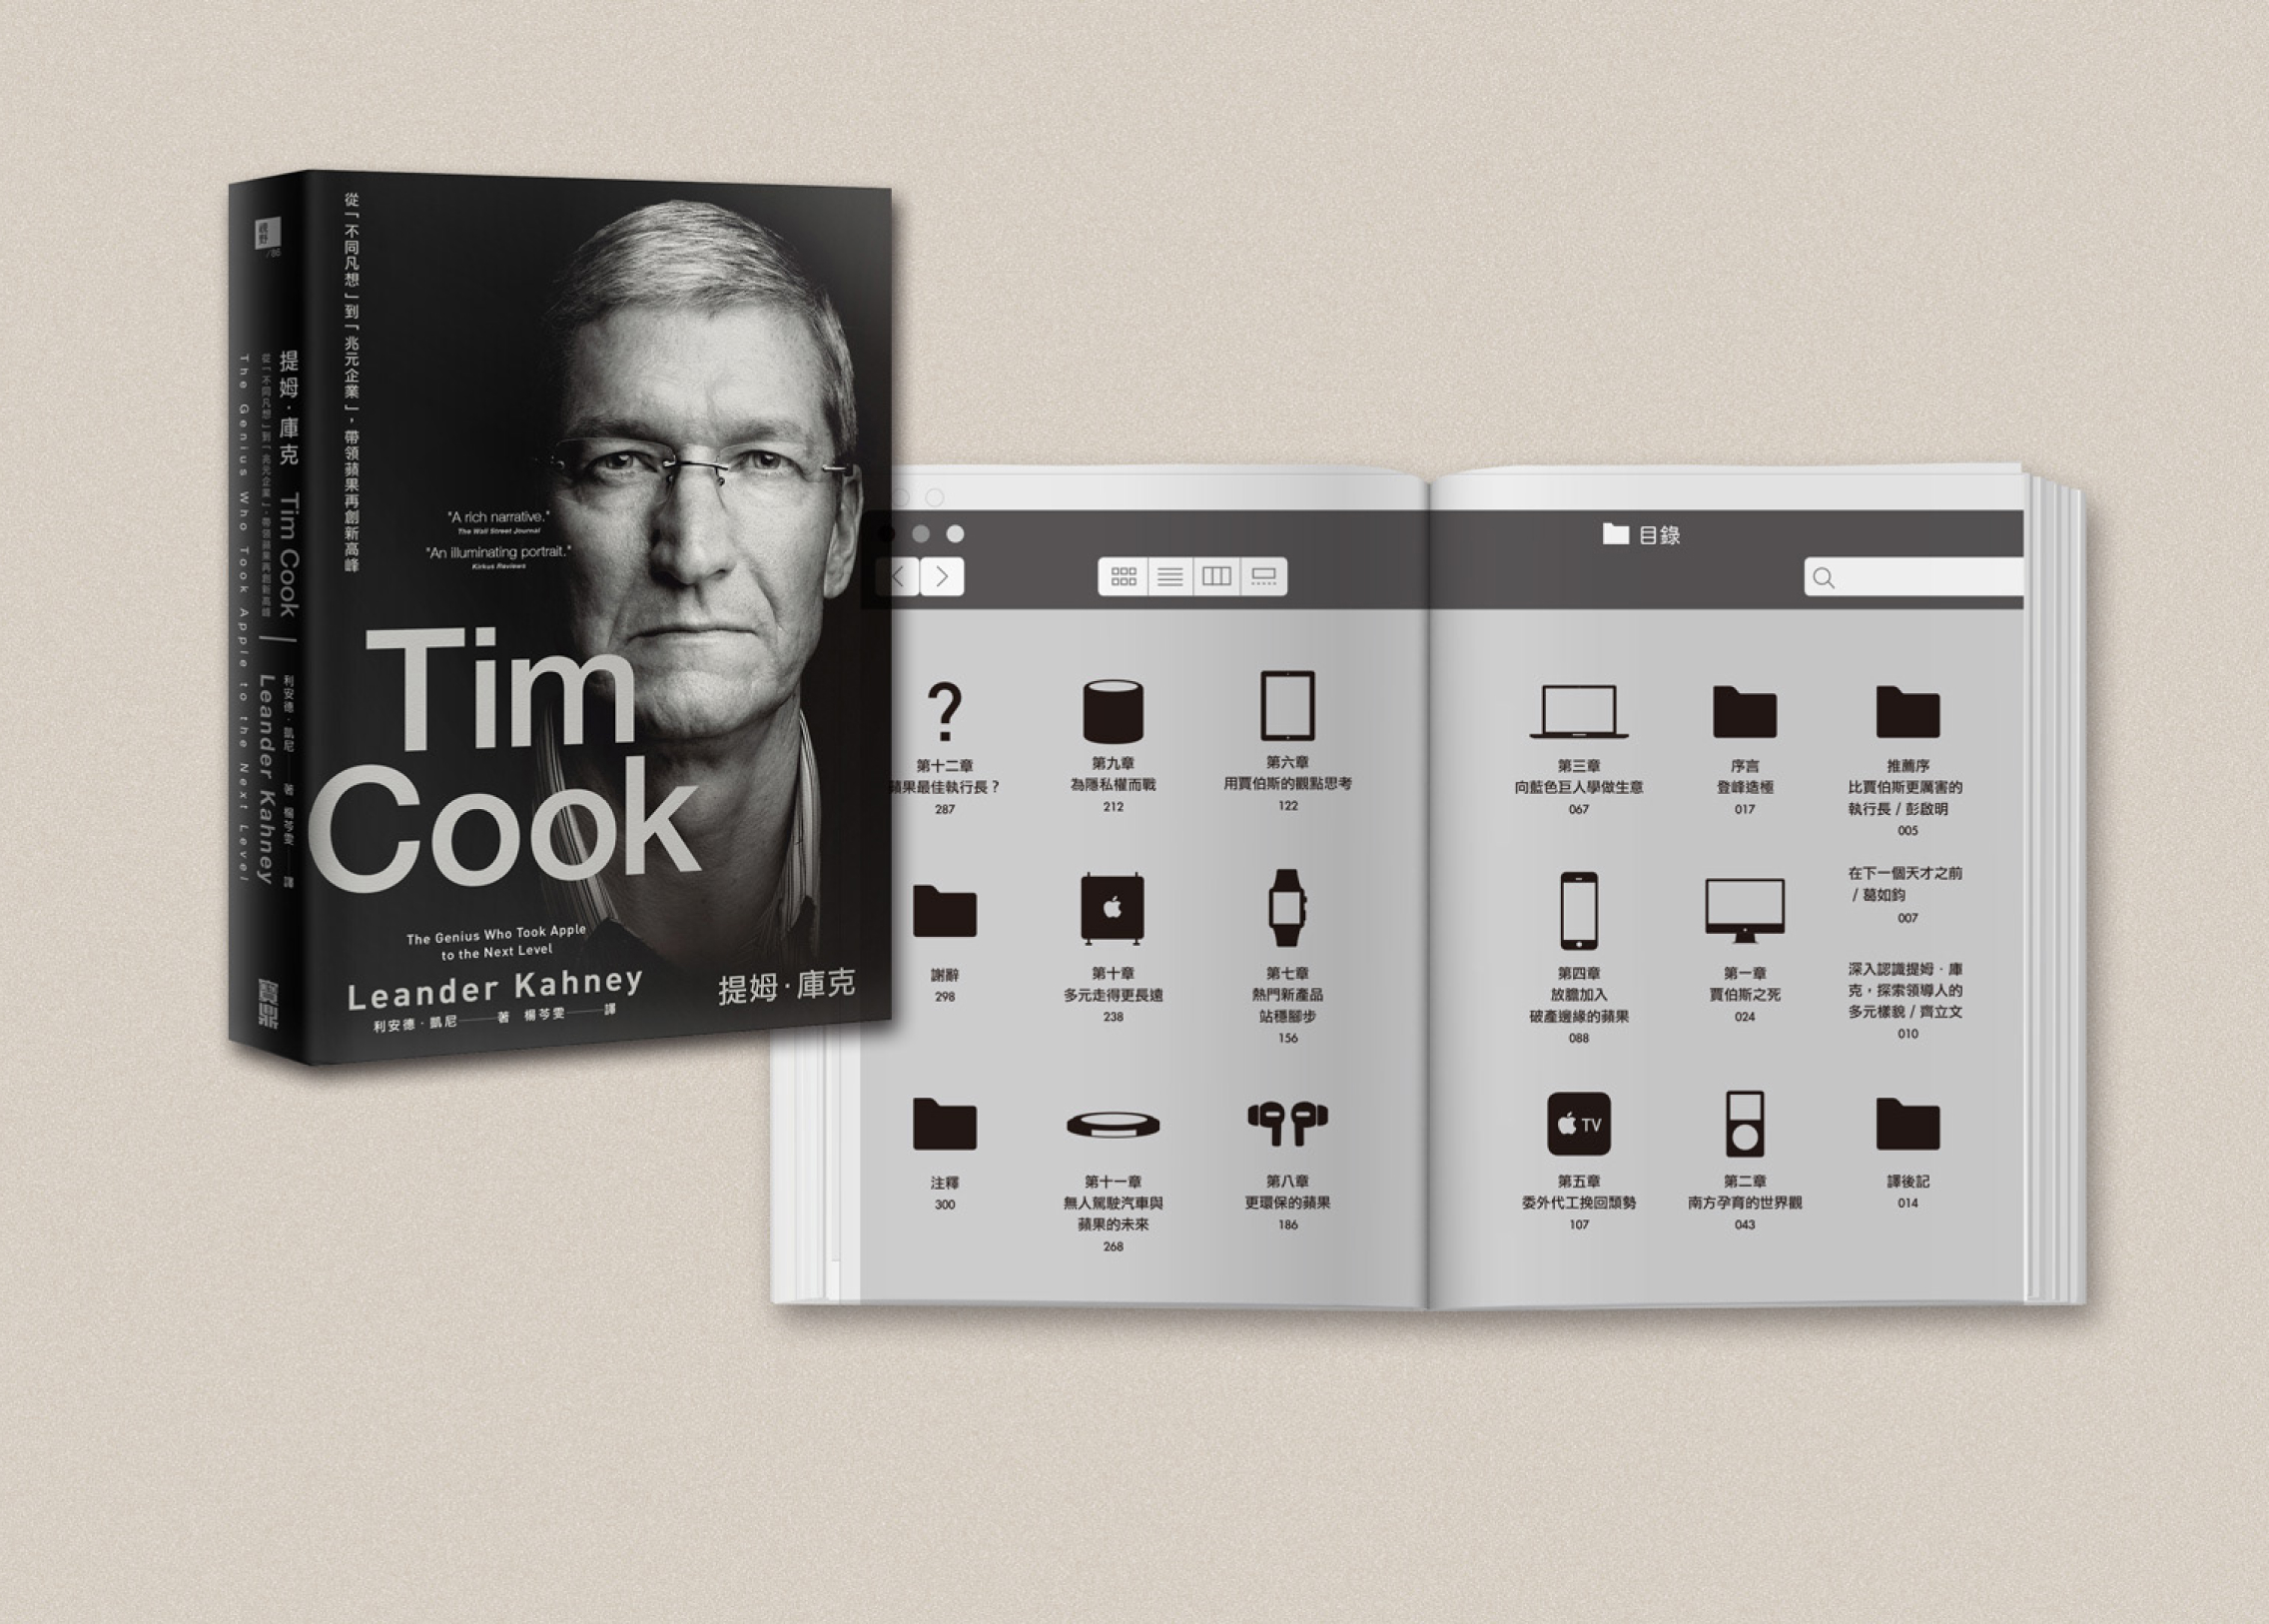 視野
/86
提姆·庫克 Tim Cook
從「不同凡想」到「兆元企業」，帶領蘋果再創新高峰
The Genius Who Took Apple to the Next Level
利安德·凱尼——著 楊芩雯——譯
Leander Kahney
寶鼎
從「不同凡想」到「兆元企業」，帶領蘋果再創新高峰
"A rich narrative."
The Wall Street Journal
"An illuminating portrait."
Kirkus Reviews
Tim
Cook
The Genius Who Took Apple
to the Next Level
Leander Kahney
利安德·凱尼——著 楊芩雯——譯
提姆·庫克
目錄
推薦序
比賈伯斯更厲害的
執行長 / 彭啟明
005
在下一個天才之前
/ 葛如鈞
007
深入認識提姆·庫
克，探索領導人的
多元樣貌 / 齊立文
010
譯後記
014
序言
登峰造極
017
第一章
賈伯斯之死
024
第二章
南方孕育的世界觀
043
第三章
向藍色巨人學做生意
067
第四章
放膽加入
破產邊緣的蘋果
088
TV
第五章
委外代工挽回頹勢
107
第六章
用賈伯斯的觀點思考
122
第七章
熱門新產品
站穩腳步
156
第八章
更環保的蘋果
186
第九章
為隱私權而戰
212
第十章
多元走得更長遠
238
第十一章
無人駕駛汽車與
蘋果的未來
268
?
第十二章
蘋果最佳執行長？
287
謝辭
298
注釋
300